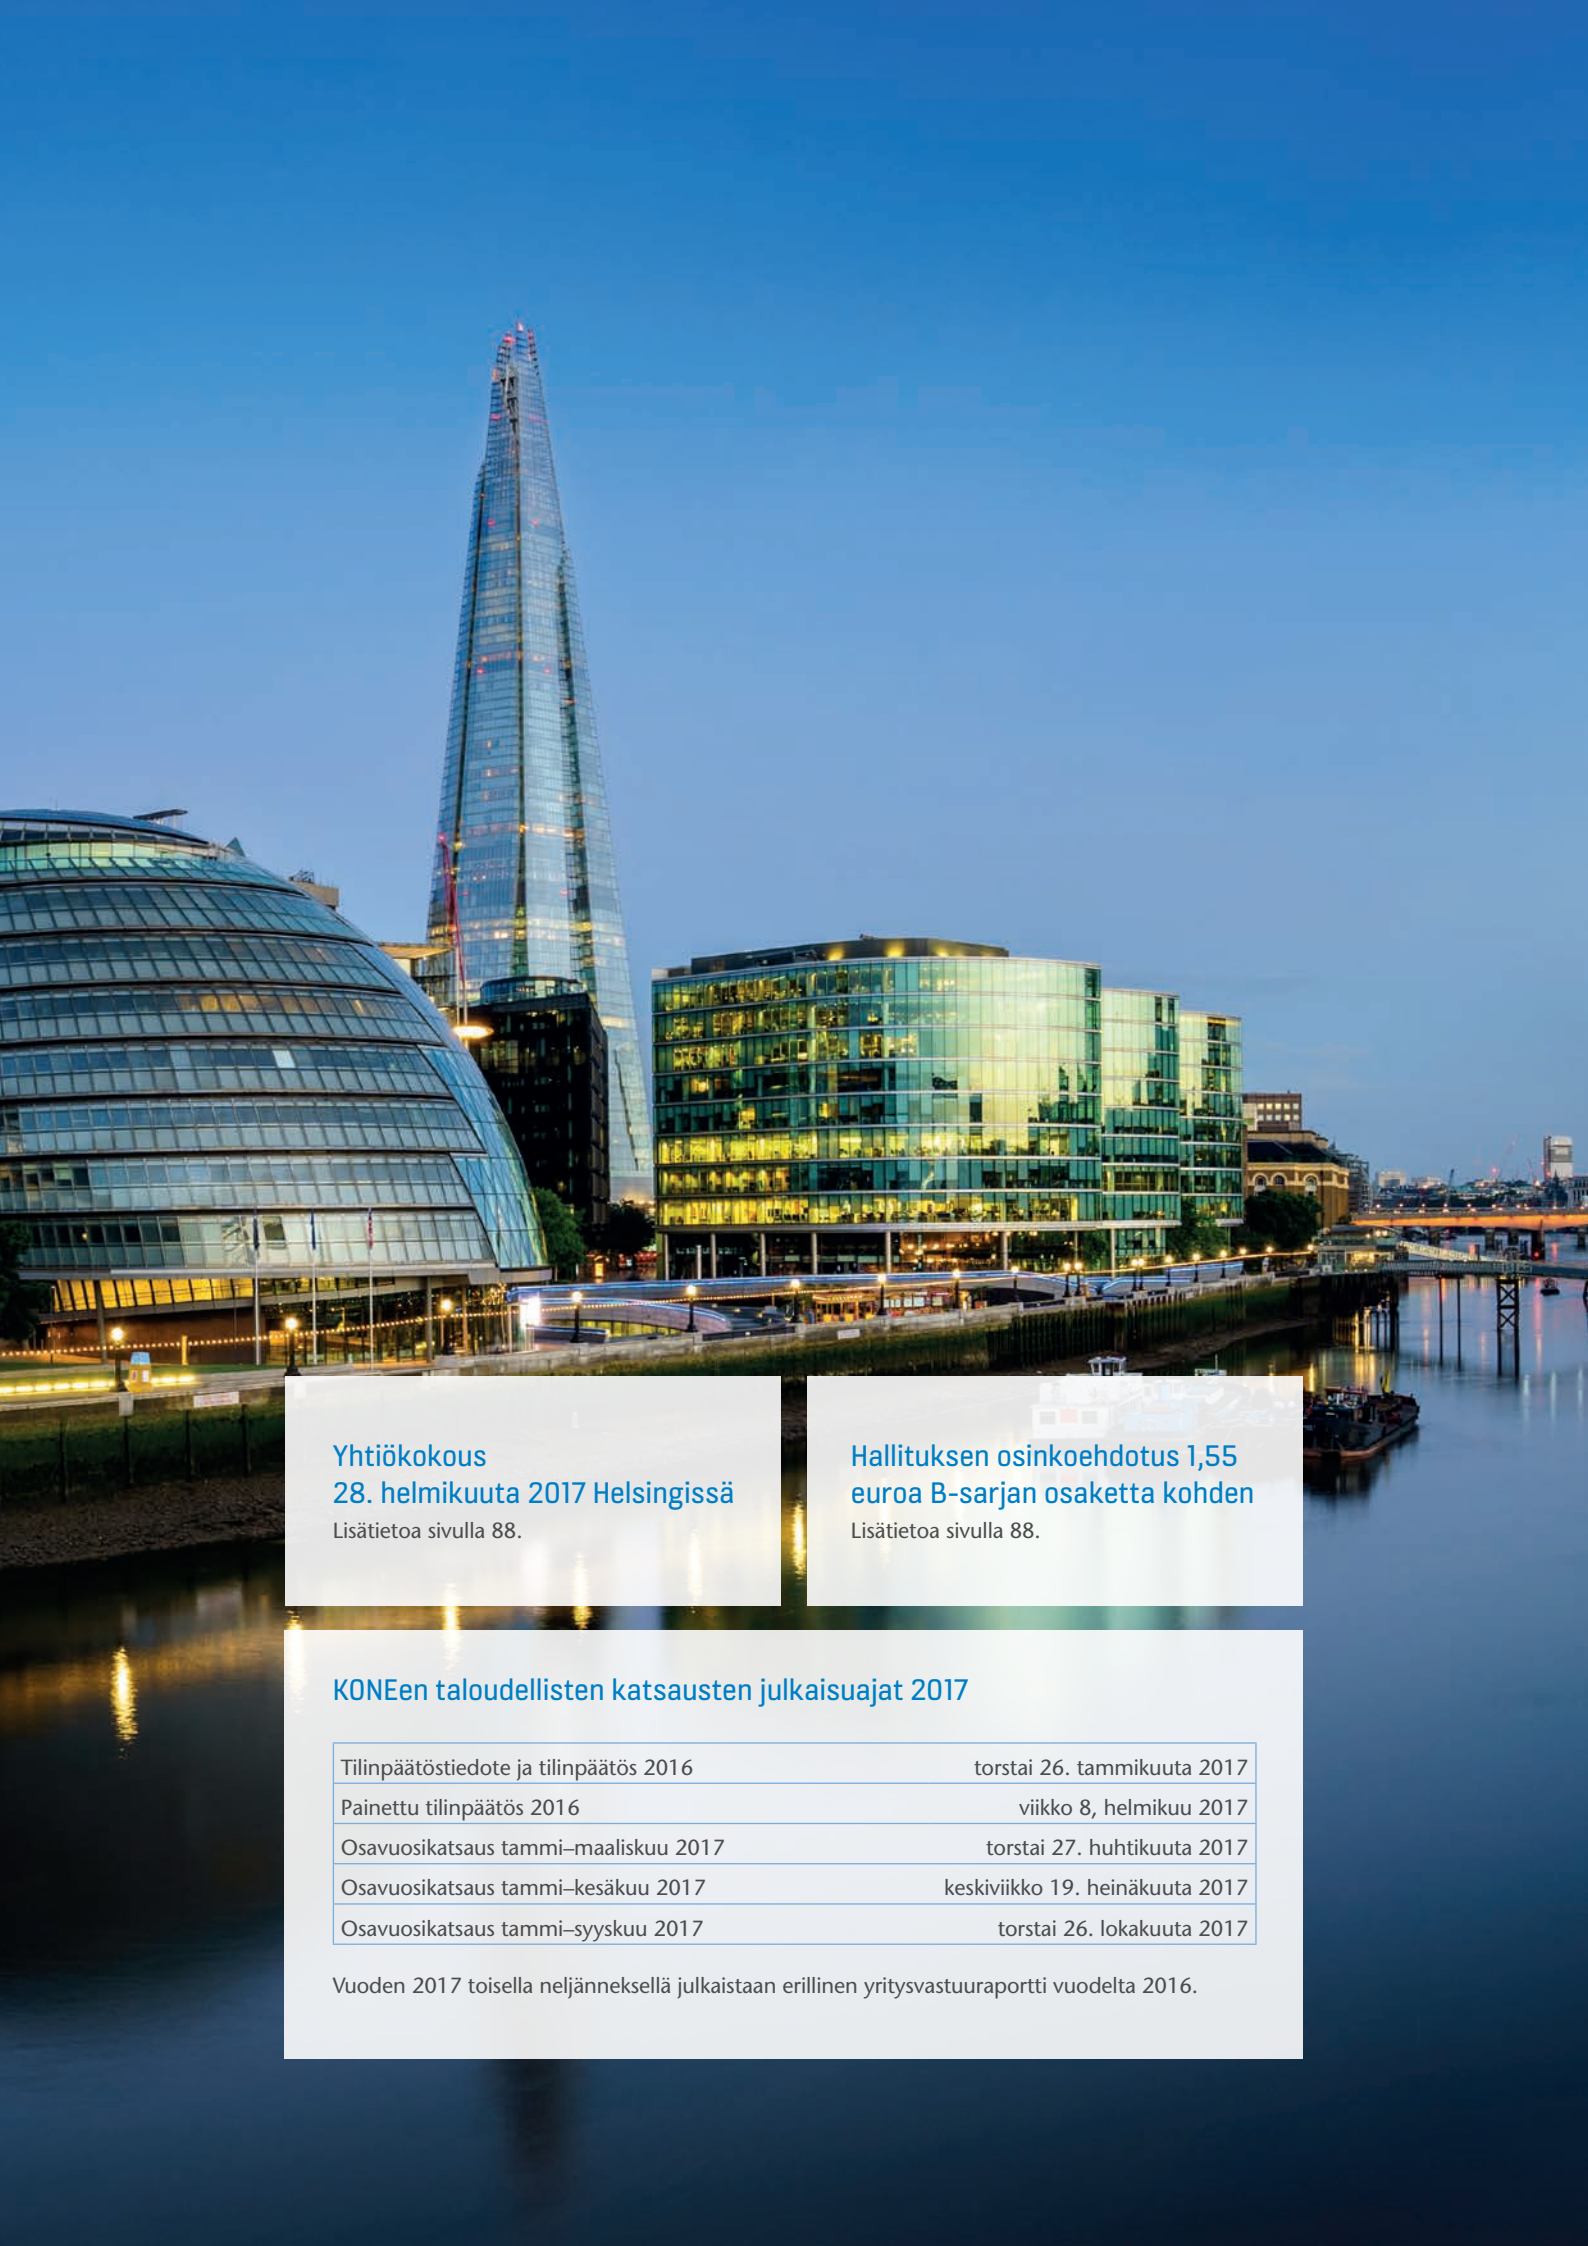 Yhtiökokous
28. helmikuuta 2017 Helsingissä
Lisätietoa sivulla 88.
Hallituksen osinkoehdotus 1,55
euroa B-sarjan osaketta kohden
Lisätietoa sivulla 88.
KONEen taloudellisten katsausten julkaisuajat 2017
Tilinpäätöstiedote ja tilinpäätös 2016 torstai 26. tammikuuta 2017
Painettu tilinpäätös 2016 viikko 8, helmikuu 2017
Osavuosikatsaus tammi–maaliskuu 2017 torstai 27. huhtikuuta 2017
Osavuosikatsaus tammi–kesäkuu 2017 keskiviikko 19. heinäkuuta 2017
Osavuosikatsaus tammi–syyskuu 2017 torstai 26. lokakuuta 2017
Vuoden 2017 toisella neljänneksellä julkaistaan erillinen yritysvastuuraportti vuodelta 2016.